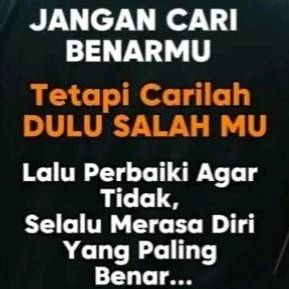 JANGAN CARI
BENARMU
Tetapi Carilah
DULU SALAH MU
Lalu Perbaiki Agar
Tidak,
Selalu Merasa Diri
Yang Paling
Benar...